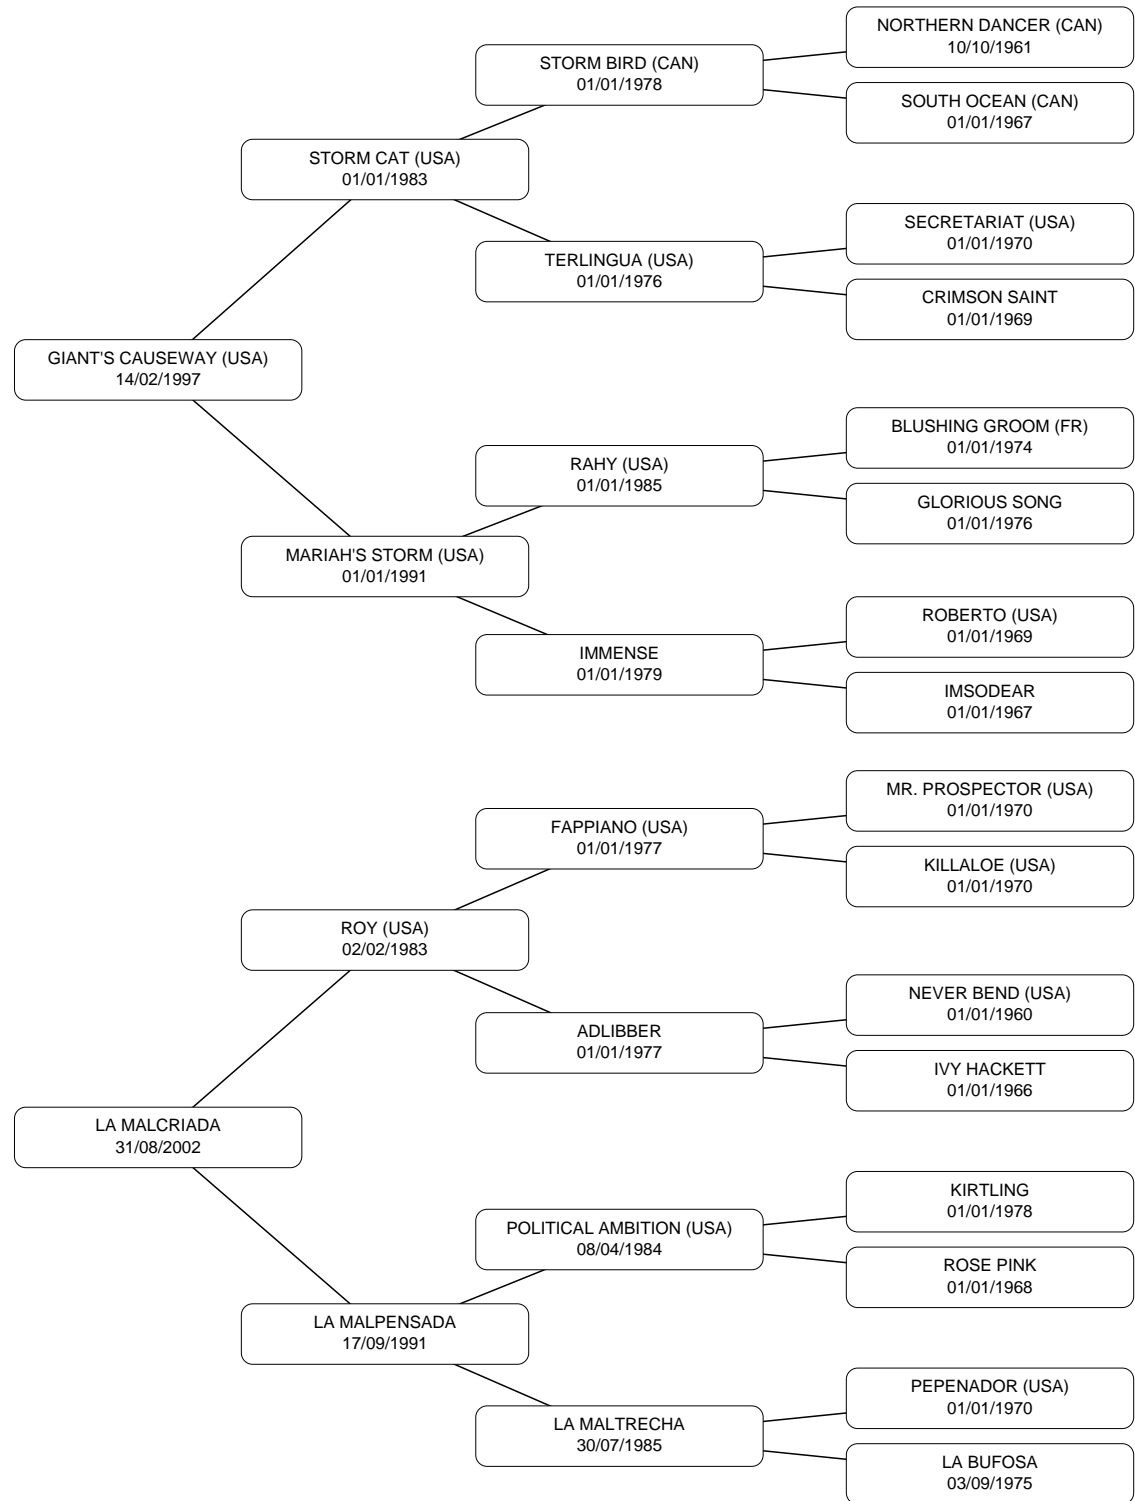 NORTHERN DANCER (CAN)
10/10/1961
STORM BIRD (CAN)
01/01/1978
SOUTH OCEAN (CAN)
01/01/1967
STORM CAT (USA)
01/01/1983
SECRETARIAT (USA)
01/01/1970
TERLINGUA (USA)
01/01/1976
CRIMSON SAINT
01/01/1969
GIANT'S CAUSEWAY (USA)
14/02/1997
BLUSHING GROOM (FR)
01/01/1974
RAHY (USA)
01/01/1985
GLORIOUS SONG
01/01/1976
MARIAH'S STORM (USA)
01/01/1991
ROBERTO (USA)
01/01/1969
IMMENSE
01/01/1979
IMSODEAR
01/01/1967
MR. PROSPECTOR (USA)
01/01/1970
FAPPIANO (USA)
01/01/1977
KILLALOE (USA)
01/01/1970
ROY (USA)
02/02/1983
NEVER BEND (USA)
01/01/1960
ADLIBBER
01/01/1977
IVY HACKETT
01/01/1966
LA MALCRIADA
31/08/2002
KIRTLING
01/01/1978
POLITICAL AMBITION (USA)
08/04/1984
ROSE PINK
01/01/1968
LA MALPENSADA
17/09/1991
PEPENADOR (USA)
01/01/1970
LA MALTRECHA
30/07/1985
LA BUFOSA
03/09/1975